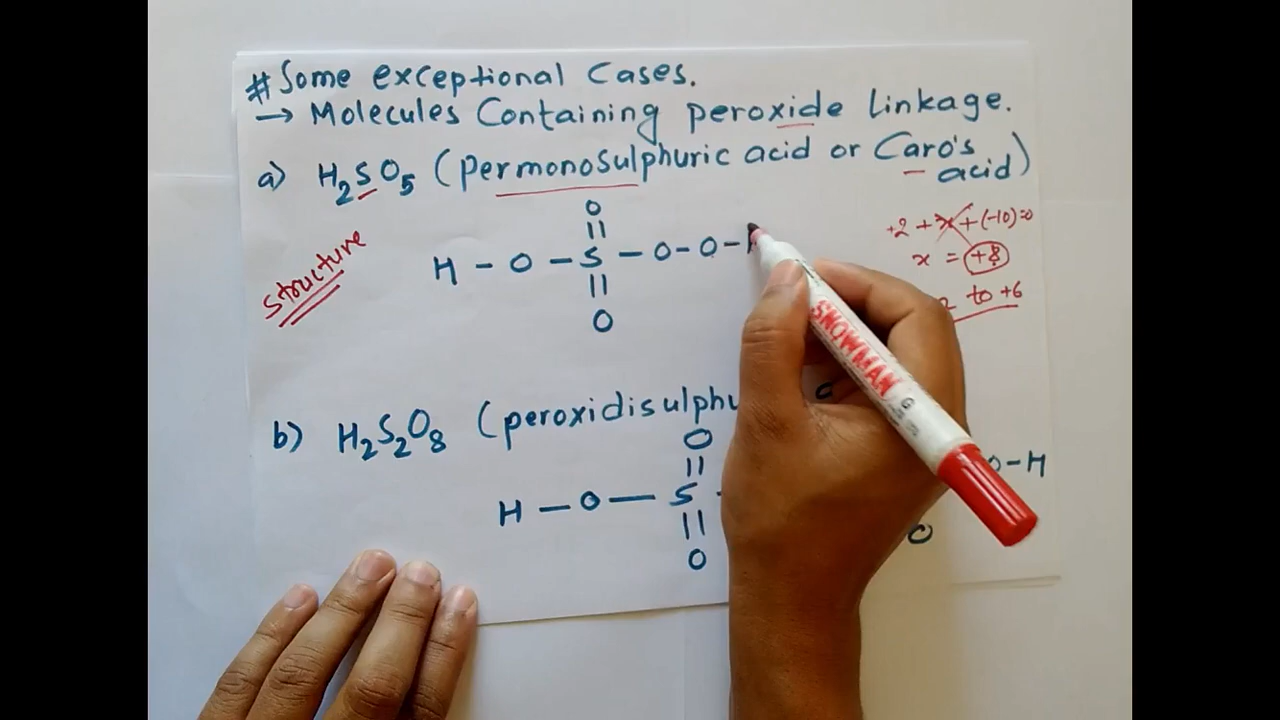 # Some exceptional Cases.
→ Molecules Containing peroxide linkage.
a) H₂SO₅ (permonosulphuric acid or Caro's acid)
structure
O
||
H - O - S - O - O -
||
O
+2 + x + (-10)=0
x = +8
to +6
b) H₂S₂O₈ (peroxidisulphu
O
||
H - O - S -
||
O
O-H
O
SNOWMAN